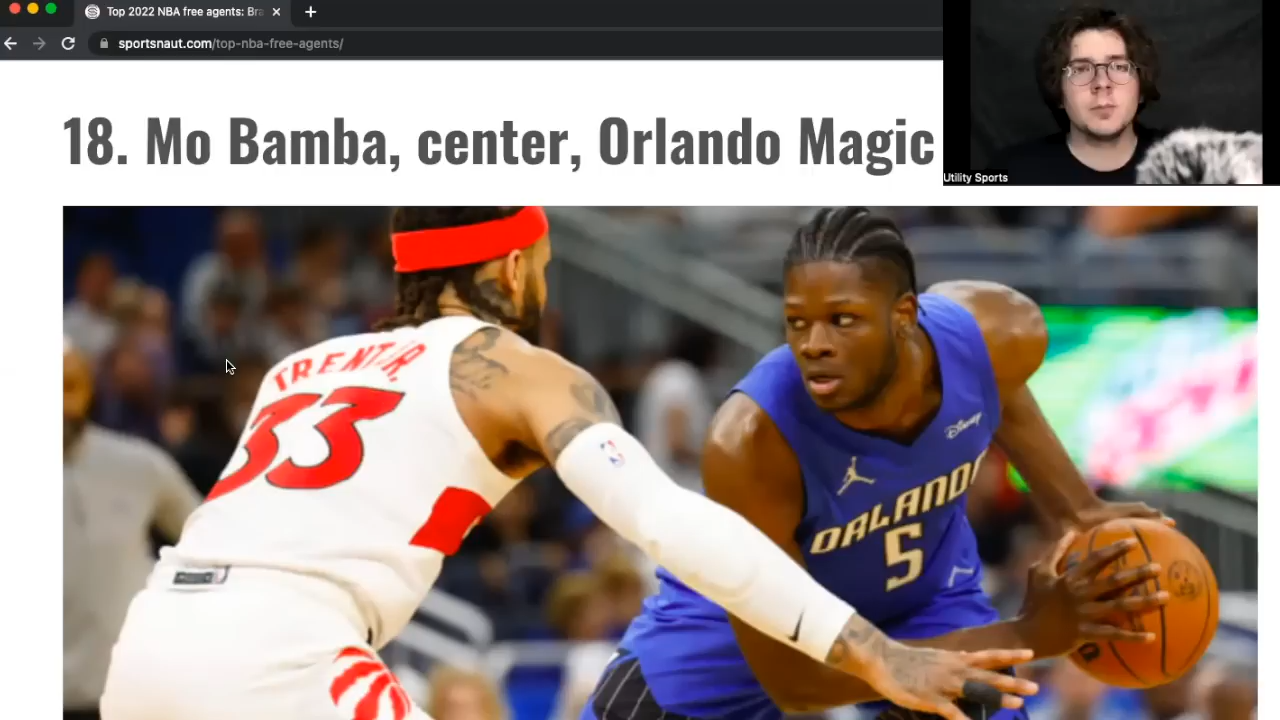 Top 2022 NBA free agents: Bra
sportsnaut.com/top-nba-free-agents/
18. Mo Bamba, center, Orlando Magic
Utility Sports
TRENT JR.
33
Disney
ORLANDO
5